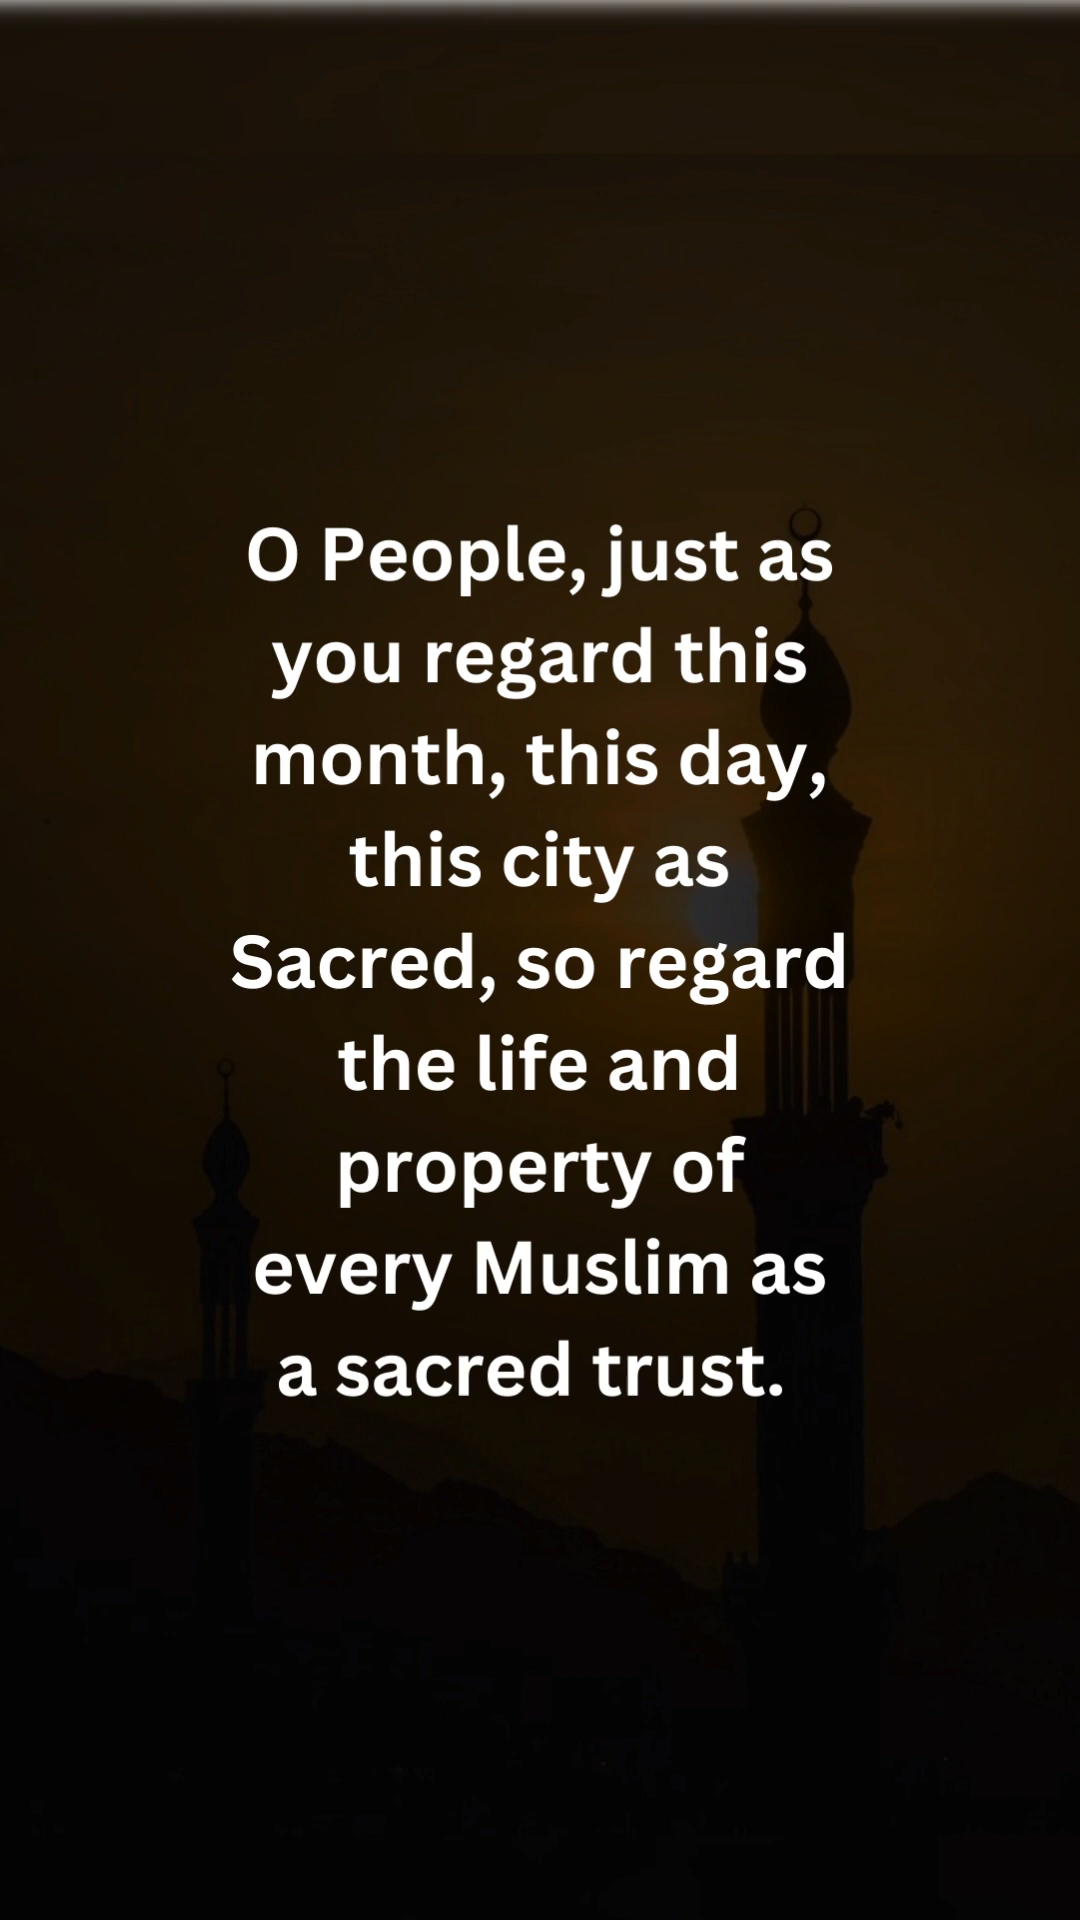 O People, just as
you regard this
month, this day,
this city as
Sacred, so regard
the life and
property of
every Muslim as
a sacred trust.